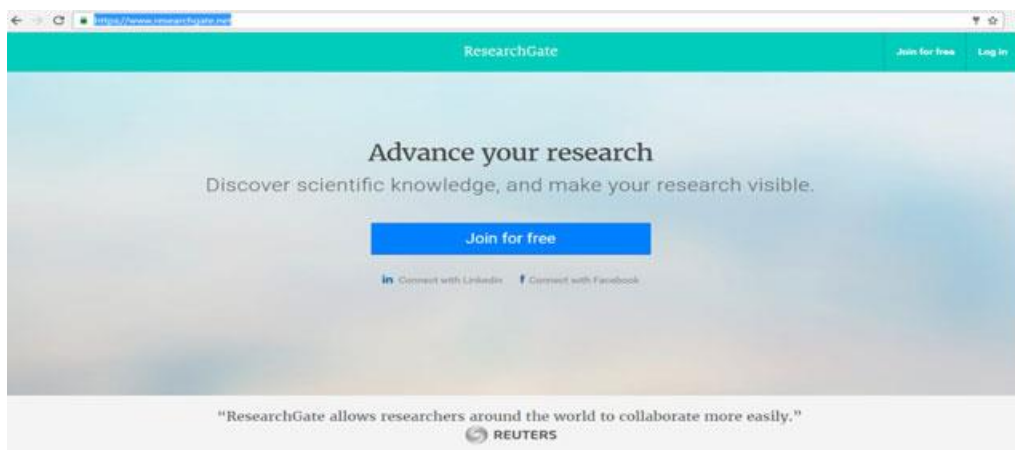 https://www.researchgate.net
ResearchGate
Join for free
Log in
Advance your research
Discover scientific knowledge, and make your research visible.
Join for free
in Connect with LinkedIn f Connect with Facebook
“ResearchGate allows researchers around the world to collaborate more easily.”
REUTERS